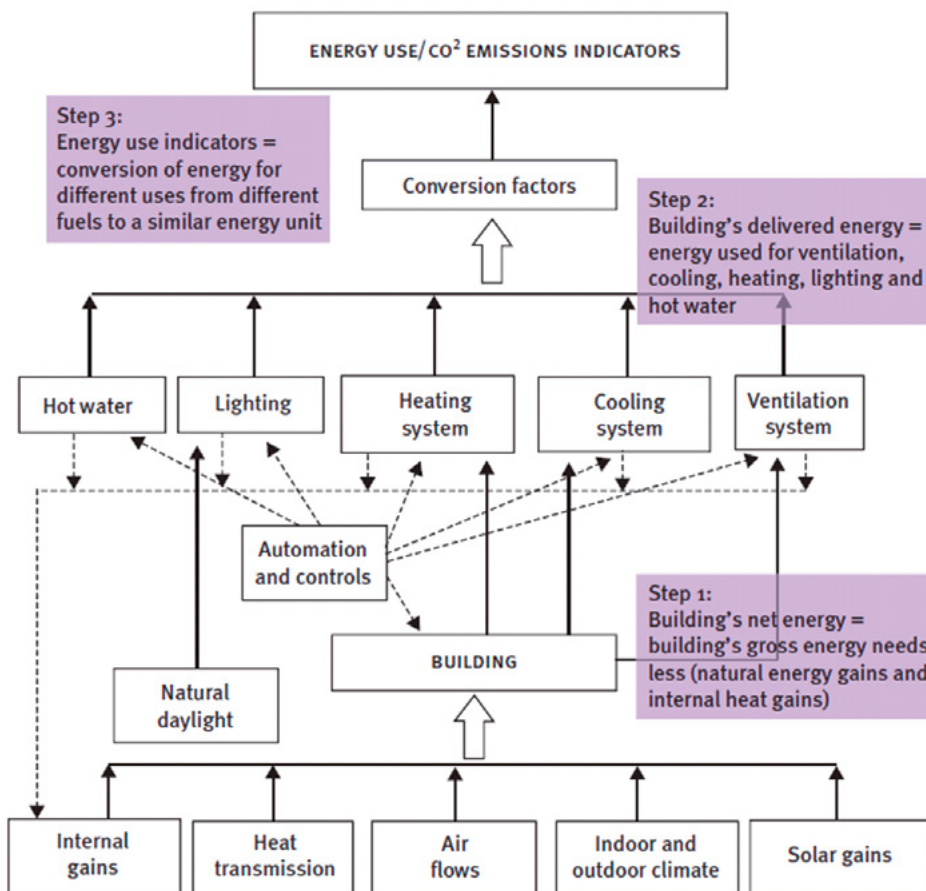 ENERGY USE/CO² EMISSIONS INDICATORS
Step 3:
Energy use indicators =
conversion of energy for
different uses from different
fuels to a similar energy unit
Conversion factors
Step 2:
Building's delivered energy =
energy used for ventilation,
cooling, heating, lighting and
hot water
Hot water
Lighting
Heating
system
Cooling
system
Ventilation
system
Automation
and controls
Step 1:
Building's net energy =
building's gross energy needs
less (natural energy gains and
internal heat gains)
BUILDING
Natural
daylight
Internal
gains
Heat
transmission
Air
flows
Indoor and
outdoor climate
Solar gains